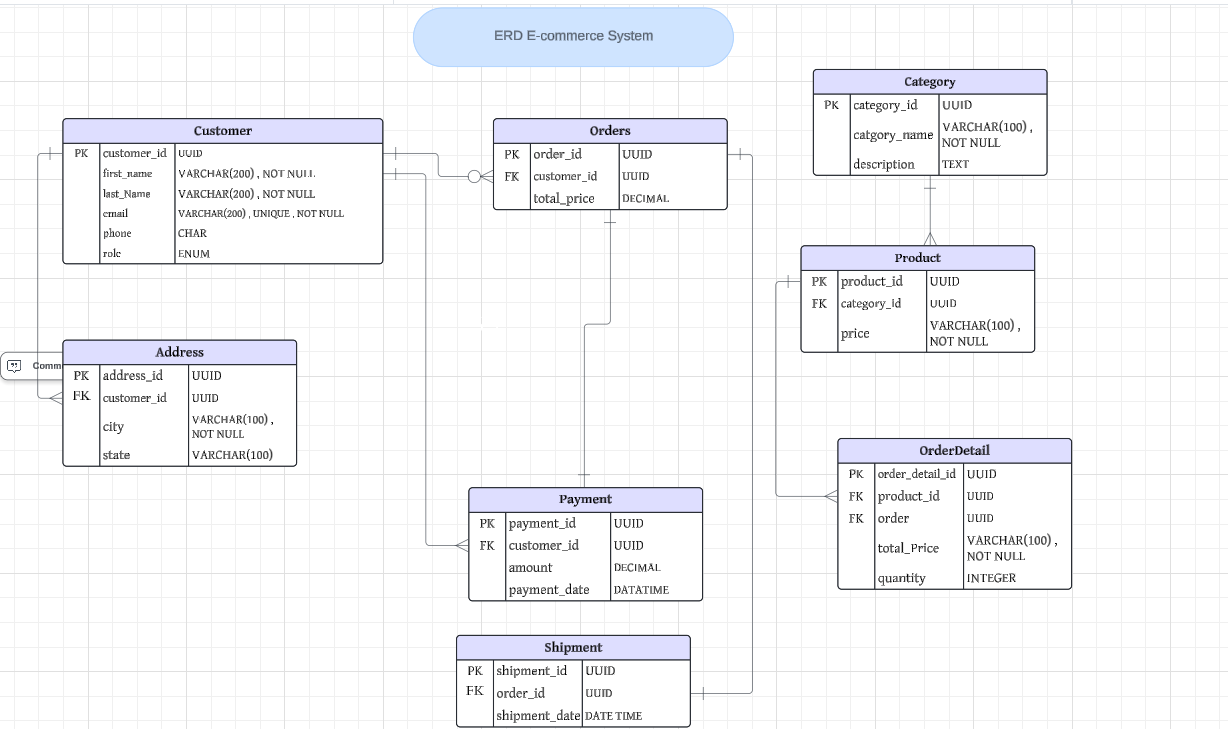 ERD E-commerce System
Category
PK category_id UUID
catgory_name VARCHAR(100) ,
NOT NULL
description TEXT
Customer
PK customer_id UUID
first_name VARCHAR(200) , NOT NULL
last_Name VARCHAR(200) , NOT NULL
email VARCHAR(200) , UNIQUE , NOT NULL
phone CHAR
role ENUM
Orders
PK order_id UUID
FK customer_id UUID
total_price DECIMAL
Product
PK product_id UUID
FK category_id UUID
price VARCHAR(100) ,
NOT NULL
Comm
Address
PK address_id UUID
FK customer_id UUID
city VARCHAR(100) ,
NOT NULL
state VARCHAR(100)
OrderDetail
PK order_detail_id UUID
FK product_id UUID
FK order UUID
total_Price VARCHAR(100) ,
NOT NULL
quantity INTEGER
Payment
PK payment_id UUID
FK customer_id UUID
amount DECIMAL
payment_date DATATIME
Shipment
PK shipment_id UUID
FK order_id UUID
shipment_date DATE TIME